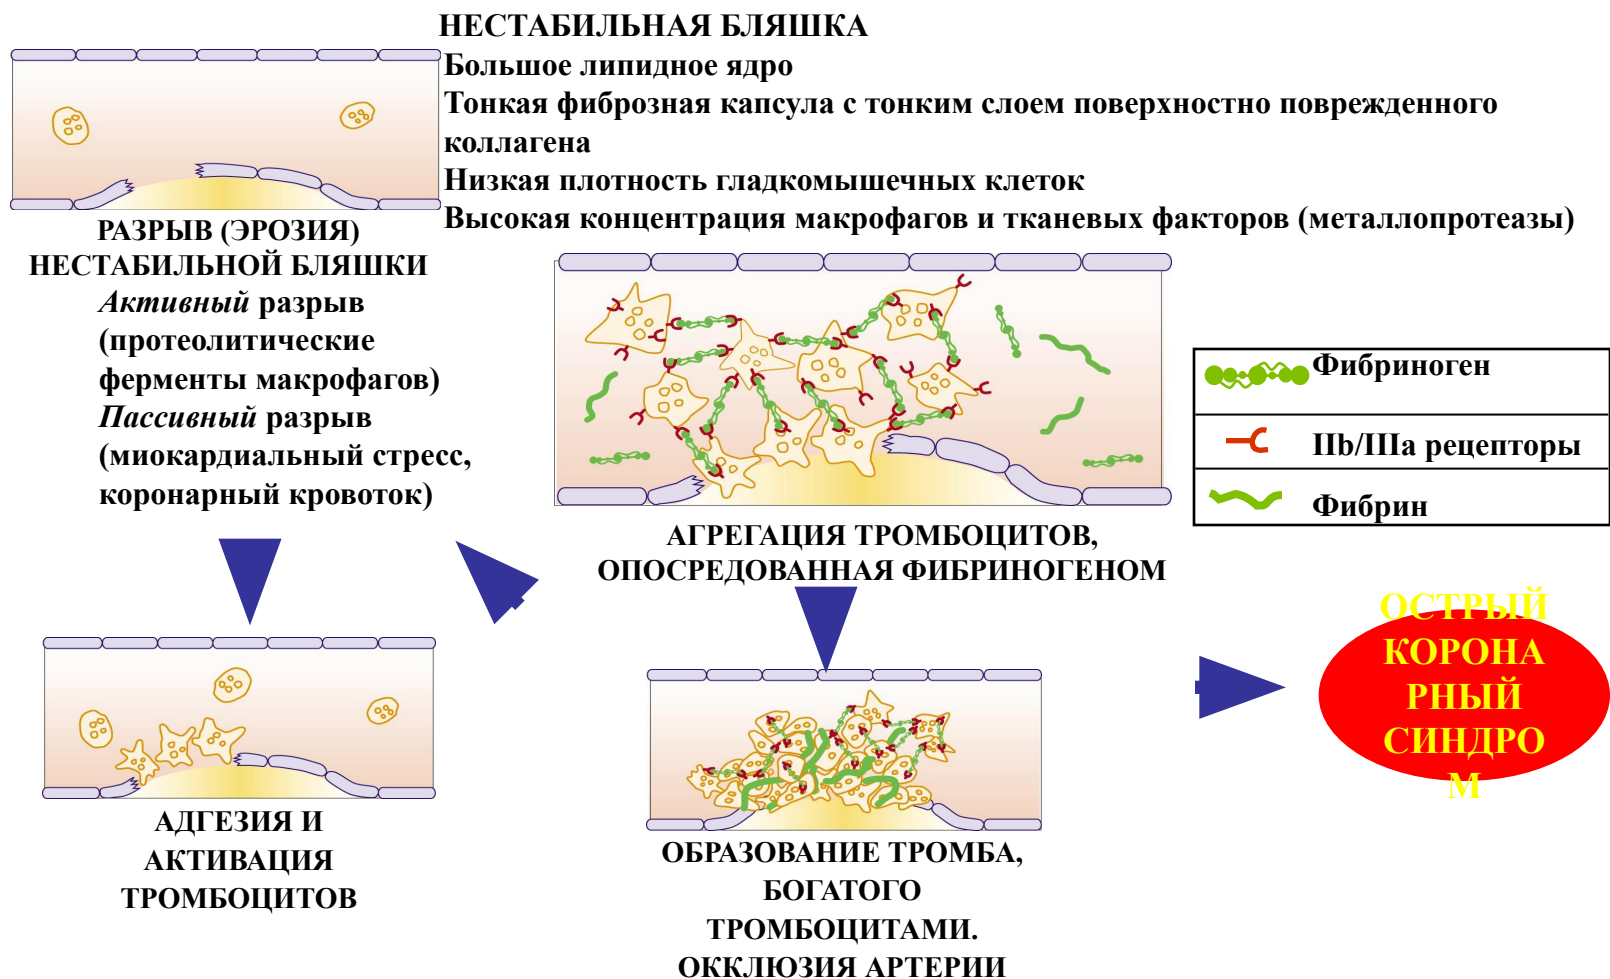 НЕСТАБИЛЬНАЯ БЛЯШКА
Большое липидное ядро
Тонкая фиброзная капсула с тонким слоем поверхностно поврежденного
коллагена
Низкая плотность гладкомышечных клеток
Высокая концентрация макрофагов и тканевых факторов (металлопротеазы)
РАЗРЫВ (ЭРОЗИЯ)
НЕСТАБИЛЬНОЙ БЛЯШКИ
Активный разрыв
(протеолитические
ферменты макрофагов)
Пассивный разрыв
(миокардиальный стресс,
коронарный кровоток)
Фибриноген
IIb/IIIa рецепторы
Фибрин
АГРЕГАЦИЯ ТРОМБОЦИТОВ,
ОПОСРЕДОВАННАЯ ФИБРИНОГЕНОМ
АДГЕЗИЯ И
АКТИВАЦИЯ
ТРОМБОЦИТОВ
ОБРАЗОВАНИЕ ТРОМБА,
БОГАТОГО
ТРОМБОЦИТАМИ.
ОККЛЮЗИЯ АРТЕРИИ
ОСТРЫЙ
КОРОНА
РНЫЙ
СИНДРО
М